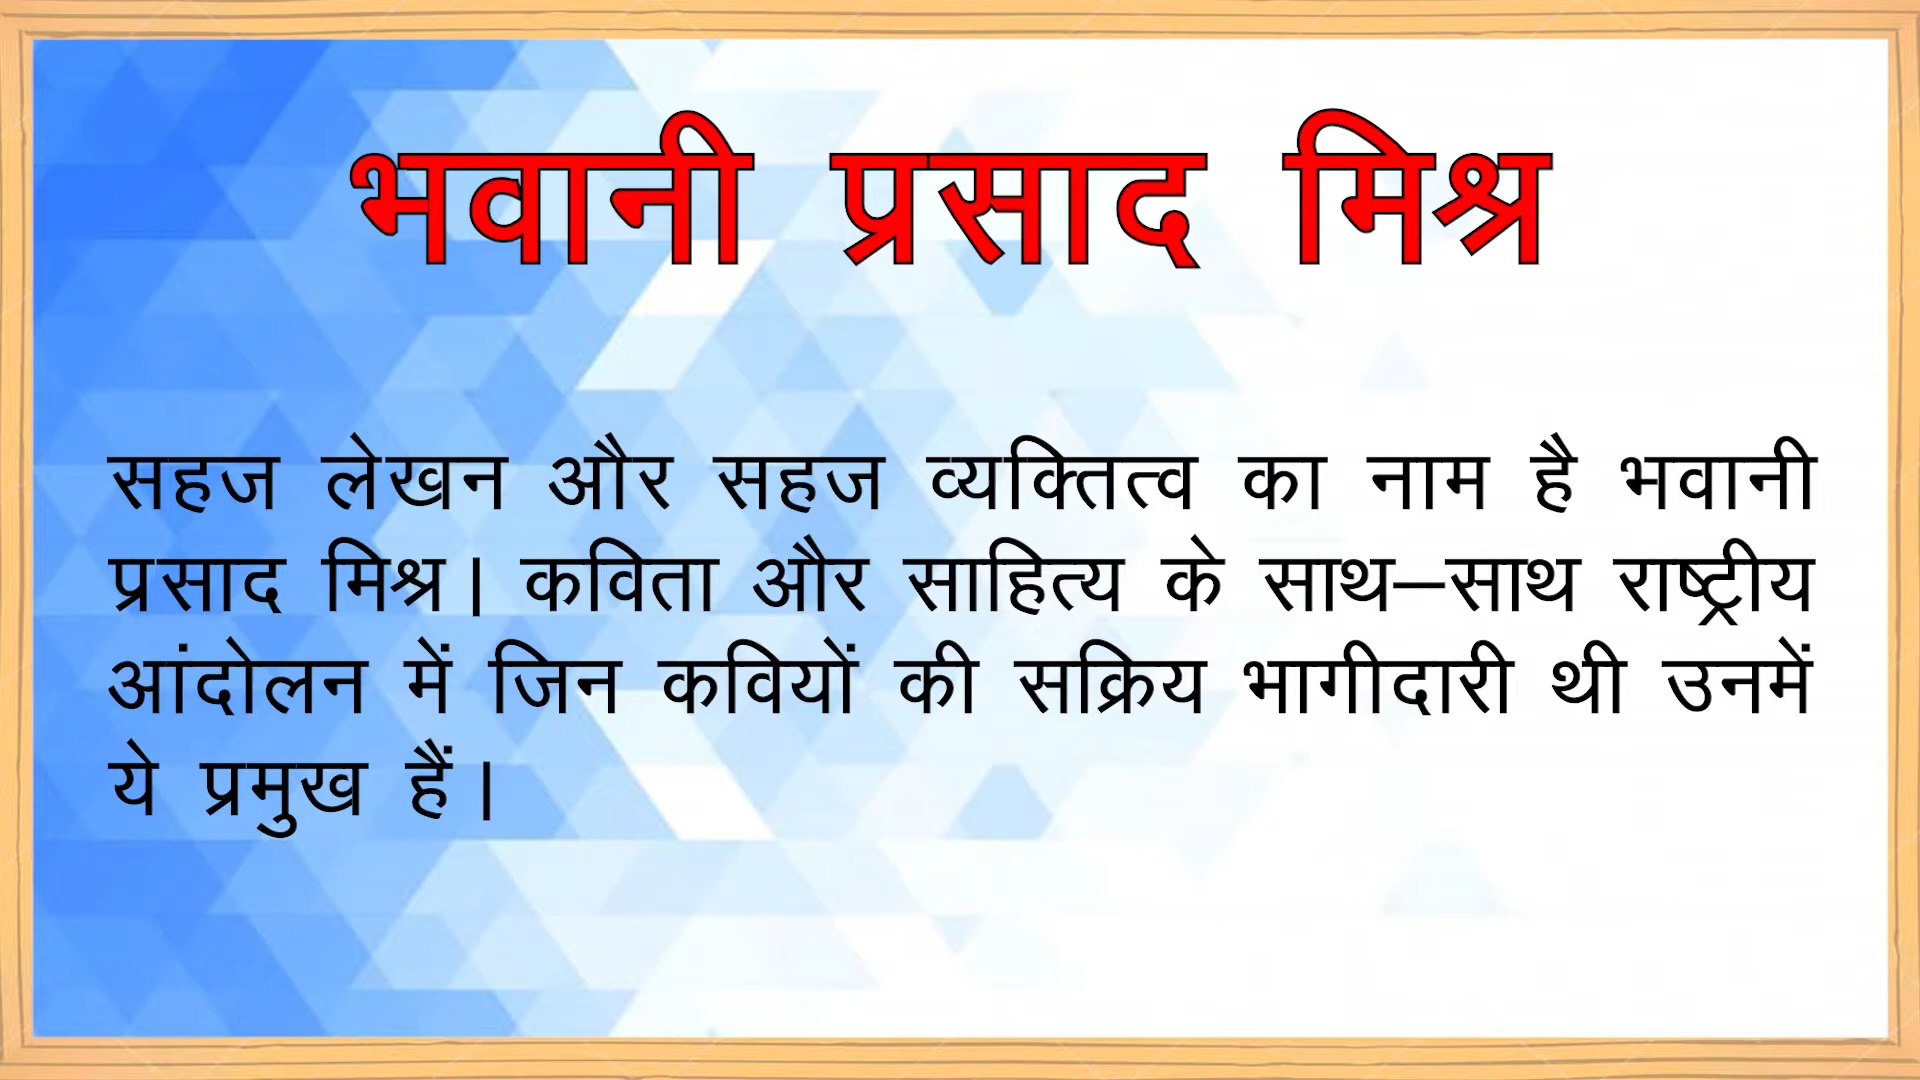 भवानी प्रसाद मिश्र
सहज लेखन और सहज व्यक्तित्व का नाम है भवानी
प्रसाद मिश्र। कविता और साहित्य के साथ–साथ राष्ट्रीय
आंदोलन में जिन कवियों की सक्रिय भागीदारी थी उनमें
ये प्रमुख हैं।